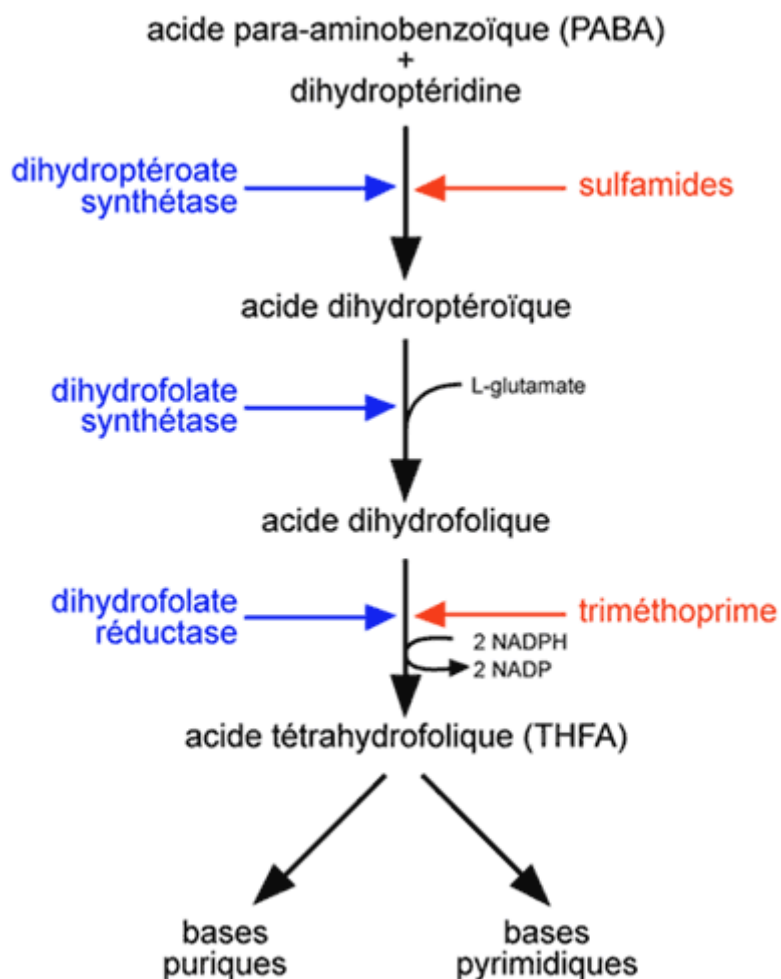 acide para-aminobenzoïque (PABA)
+
dihydroptéridine
dihydroptéroate
synthétase
sulfamides
acide dihydroptéroïque
dihydrofolate
synthétase
L-glutamate
acide dihydrofolique
dihydrofolate
réductase
triméthoprime
2 NADPH
2 NADP
acide tétrahydrofolique (THFA)
bases
puriques
bases
pyrimidiques